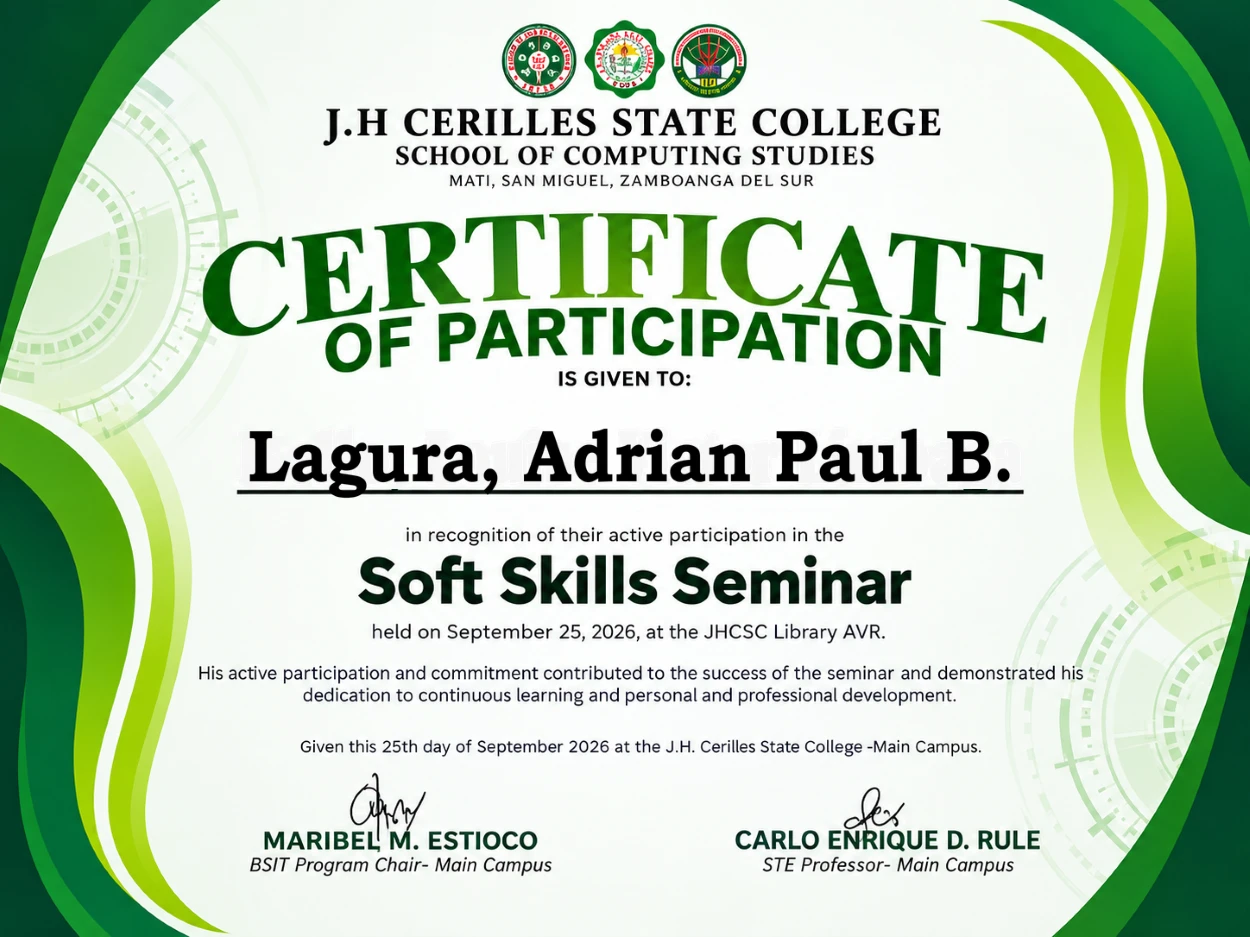 J.H CERILLES STATE COLLEGE
SCHOOL OF COMPUTING STUDIES
MATI, SAN MIGUEL, ZAMBOANGA DEL SUR
CERTIFICATE
OF PARTICIPATION
IS GIVEN TO:
Lagura, Adrian Paul B.
in recognition of their active participation in the
Soft Skills Seminar
held on September 25, 2026, at the JHCSC Library AVR.
His active participation and commitment contributed to the success of the seminar and demonstrated his
dedication to continuous learning and personal and professional development.
Given this 25th day of September 2026 at the J.H. Cerilles State College -Main Campus.
MARIBEL M. ESTIOCO
BSIT Program Chair- Main Campus
CARLO ENRIQUE D. RULE
STE Professor- Main Campus